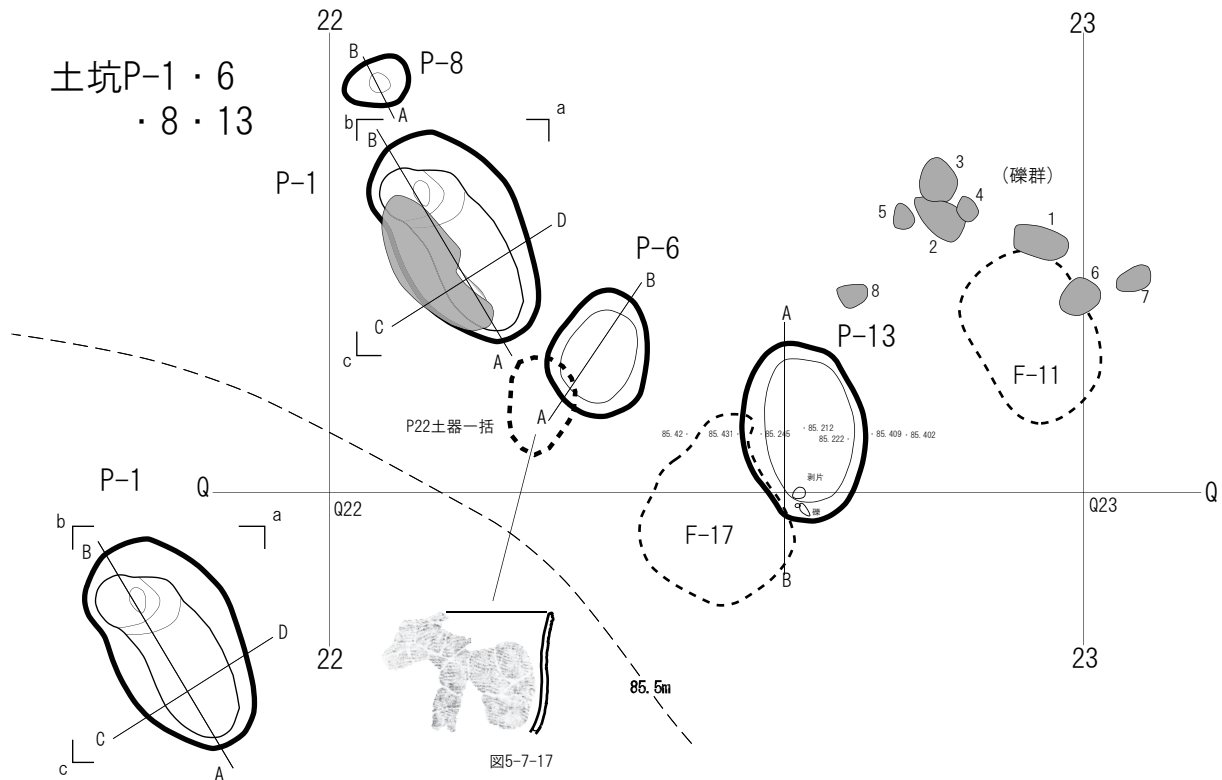 土坑P-1・6
・8・13
22
23
B
P-8
A
b
a
B
P-1
D
C
c
A
P-6
B
A
P22土器一括
3
(礫群)
4
5
1
2
6
7
8
A
P-13
F-11
85.42・
85.431・
・85.245
・85.212
85.222・
・85.409
・85.402
剥片
礫
F-17
B
Q
Q
Q22
Q23
P-1
b
a
B
D
C
c
A
22
23
85.5m
図5-7-17